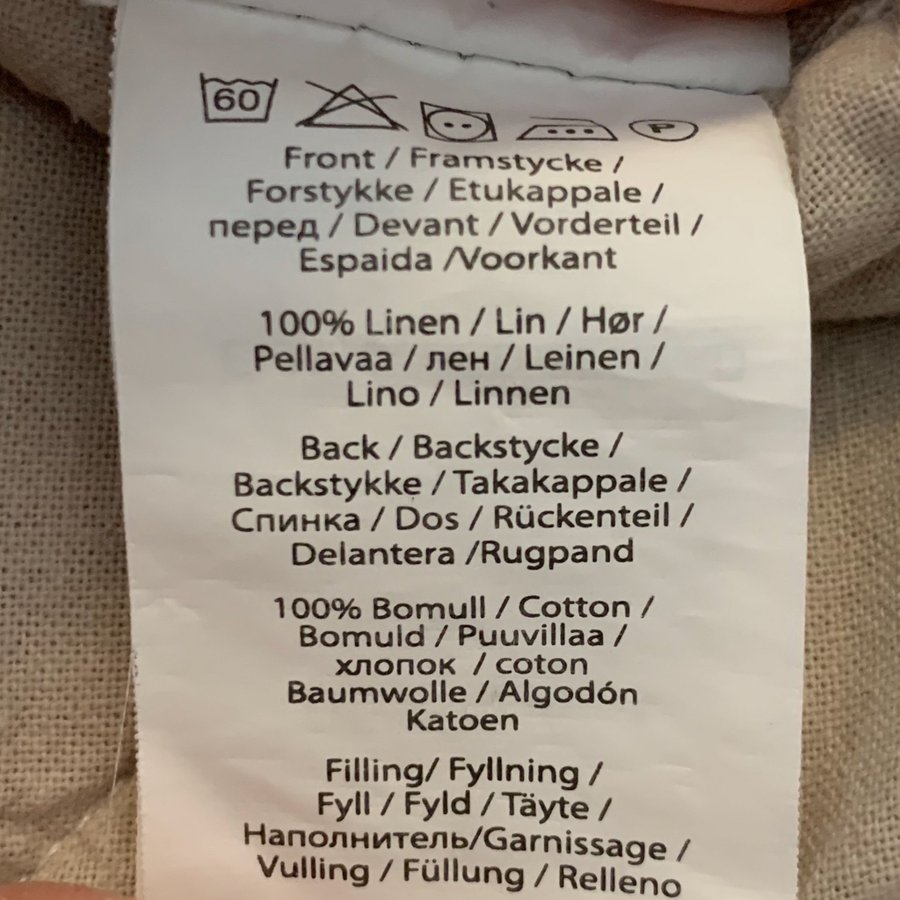 60
P
Front / Framstycke /
Forstykke / Etukappale /
перед / Devant / Vorderteil /
Espaida /Voorkant
100% Linen / Lin / Hør /
Pellavaa / лен / Leinen /
Lino / Linnen
Back / Backstycke /
Backstykke / Takakappale /
Спинка / Dos / Rückenteil /
Delantera /Rugpand
100% Bomull / Cotton /
Bomuld / Puuvillaa /
хлопок / coton
Baumwolle / Algodón
Katoen
Filling/ Fyllning /
Fyll / Fyld / Täyte /
Наполнитель/Garnissage /
Vulling / Füllung / Relleno